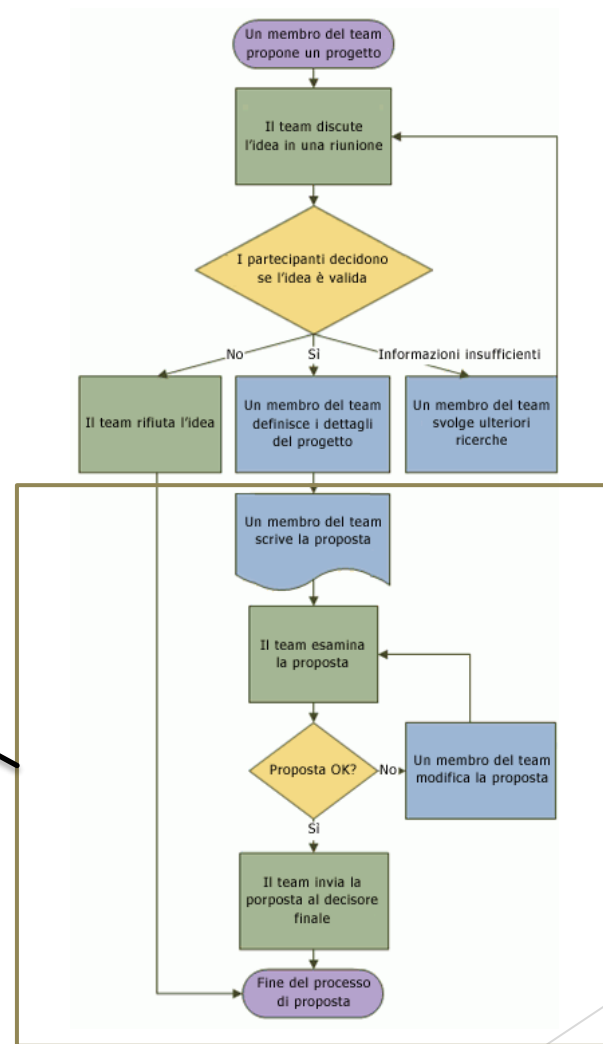 Un membro del team
propone un progetto
Il team discute
l'idea in una riunione
I partecipanti decidono
se l'idea è valida
No
Sì
Informazioni insufficienti
Il team rifiuta l'idea
Un membro del team
definisce i dettagli
del progetto
Un membro del team
svolge ulteriori
ricerche
Un membro del team
scrive la proposta
Il team esamina
la proposta
Proposta OK?
No
Un membro del team
modifica la proposta
Sì
Il team invia la
porposta al decisore
finale
Fine del processo
di proposta